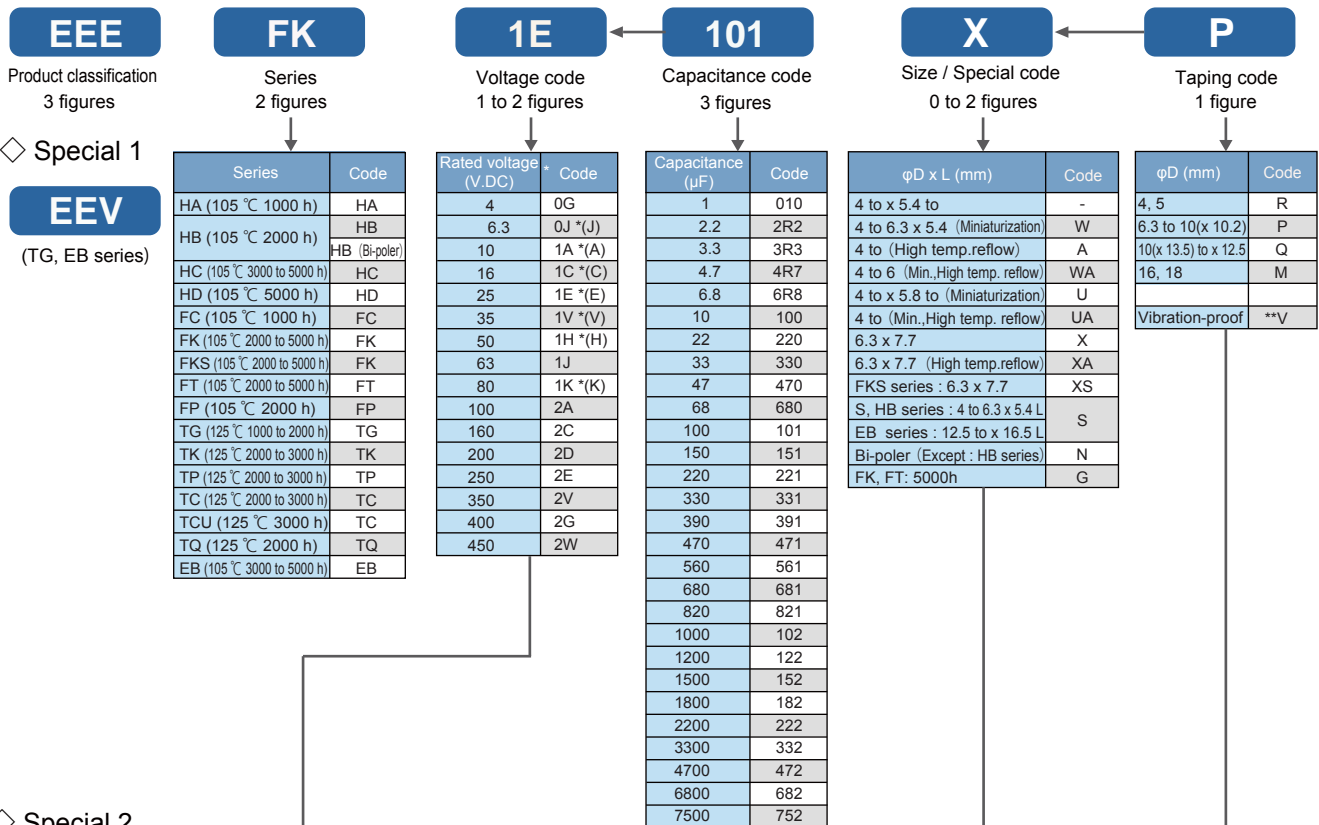 EEE FK 1E 101 X P
Product classification Series Voltage code Capacitance code Size / Special code Taping code
3 figures 2 figures 1 to 2 figures 3 figures 0 to 2 figures 1 figure
◇ Special 1
EEV
(TG, EB series)
Series Code
HA (105 ℃ 1000 h) HA
HB (105 ℃ 2000 h) HB
HB (Bi-poler)
HC (105 ℃ 3000 to 5000 h) HC
HD (105 ℃ 5000 h) HD
FC (105 ℃ 1000 h) FC
FK (105 ℃ 2000 to 5000 h) FK
FKS (105 ℃ 2000 to 5000 h) FK
FT (105 ℃ 2000 to 5000 h) FT
FP (105 ℃ 2000 h) FP
TG (125 ℃ 1000 to 2000 h) TG
TK (125 ℃ 2000 to 3000 h) TK
TP (125 ℃ 2000 to 3000 h) TP
TC (125 ℃ 2000 to 3000 h) TC
TCU (125 ℃ 3000 h) TC
TQ (125 ℃ 2000 h) TQ
EB (105 ℃ 3000 to 5000 h) EB
Rated voltage * Code
(V.DC)
4 0G
6.3 0J *(J)
10 1A *(A)
16 1C *(C)
25 1E *(E)
35 1V *(V)
50 1H *(H)
63 1J
80 1K *(K)
100 2A
160 2C
200 2D
250 2E
350 2V
400 2G
450 2W
Capacitance Code
(μF)
1 010
2.2 2R2
3.3 3R3
4.7 4R7
6.8 6R8
10 100
22 220
33 330
47 470
68 680
100 101
150 151
220 221
330 331
390 391
470 471
560 561
680 681
820 821
1000 102
1200 122
1500 152
1800 182
2200 222
3300 332
4700 472
6800 682
7500 752
φD x L (mm) Code
4 to x 5.4 to -
4 to 6.3 x 5.4 (Miniaturization) W
4 to (High temp.reflow) A
4 to 6 (Min.,High temp. reflow) WA
4 to x 5.8 to (Miniaturization) U
4 to (Min.,High temp. reflow) UA
6.3 x 7.7 X
6.3 x 7.7 (High temp.reflow) XA
FKS series : 6.3 x 7.7 XS
S, HB series : 4 to 6.3 x 5.4 L S
EB series : 12.5 to x 16.5 L
Bi-poler (Except : HB series) N
FK, FT: 5000h G
φD (mm) Code
4, 5 R
6.3 to 10(x 10.2) P
10(x 13.5) to x 12.5 Q
16, 18 M
Vibration-proof **V
◇ Special 2